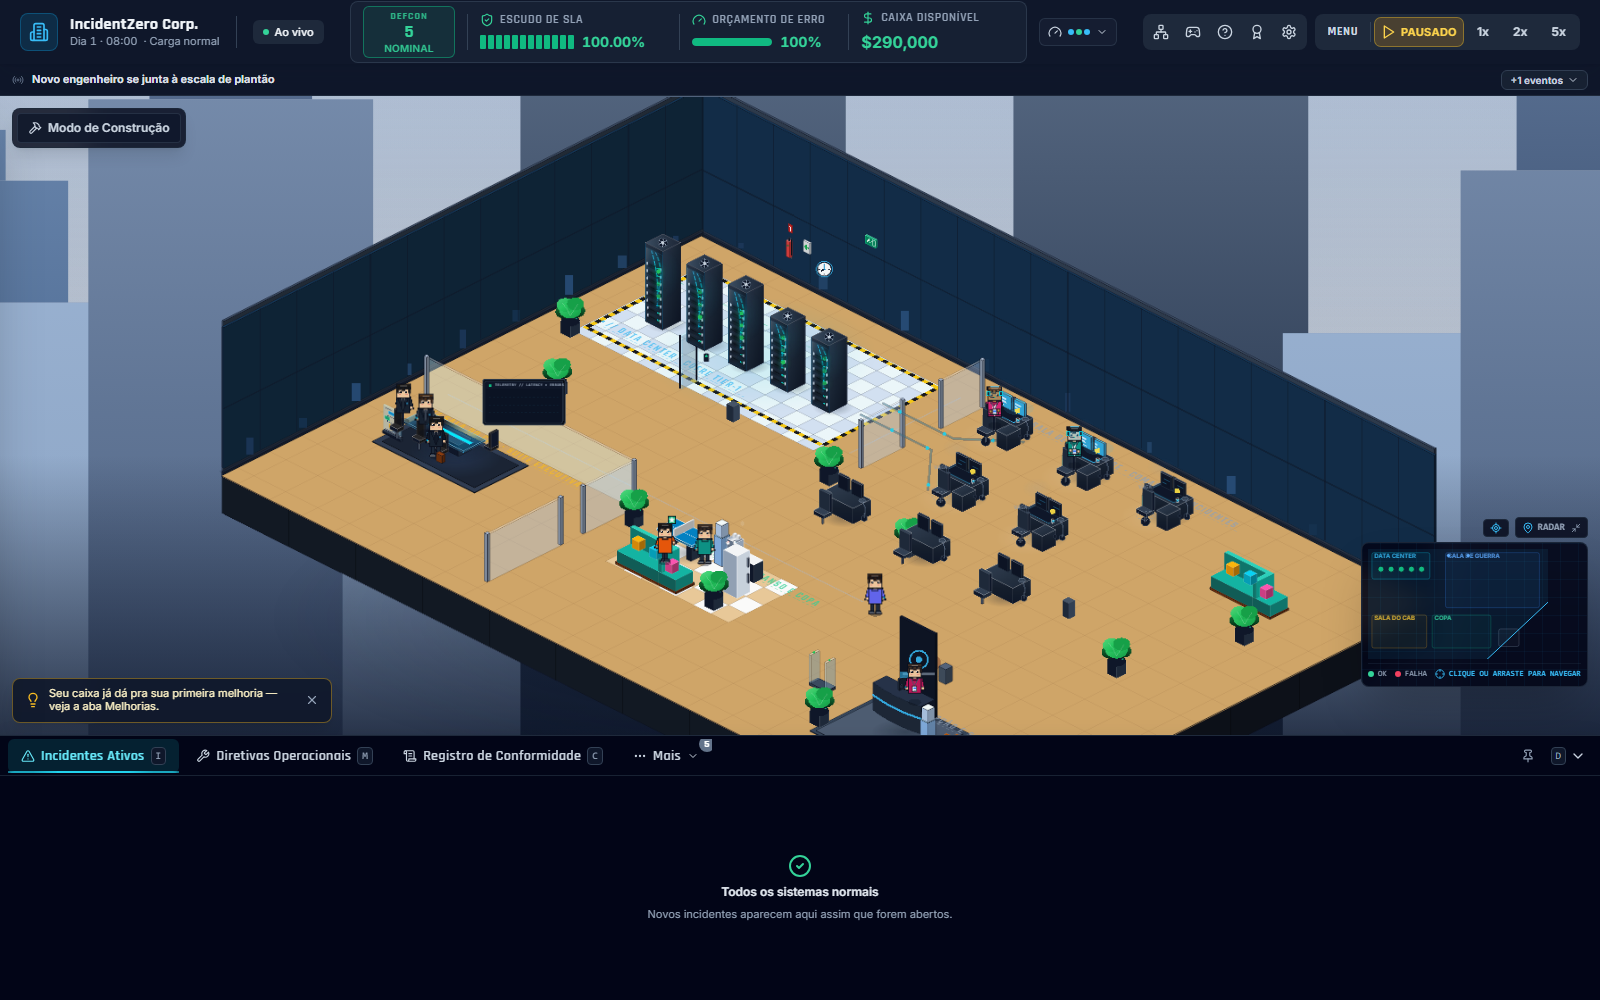 IncidentZero Corp.
Dia 1 · 08:00 · Carga normal
Ao vivo
DEFCON
5
NOMINAL
ESCUDO DE SLA
100.00%
ORÇAMENTO DE ERRO
100%
CAIXA DISPONÍVEL
$290,000
MENU
PAUSADO
1x
2x
5x
Novo engenheiro se junta à escala de plantão
+1 eventos
Modo de Construção
RADAR
DATA CENTER
SALA DE GUERRA
SALA DO CAB
COPA
OK
FALHA
CLIQUE OU ARRASTE PARA NAVEGAR
Seu caixa já dá pra sua primeira melhoria —
veja a aba Melhorias.
Incidentes Ativos I
Diretivas Operacionais M
Registro de Conformidade C
Mais 5
D
Todos os sistemas normais
Novos incidentes aparecem aqui assim que forem abertos.